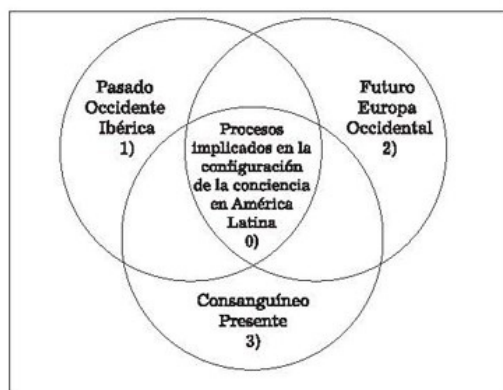 Pasado
Occidente
Ibérica
1)
Futuro
Europa
Occidental
2)
Procesos
implicados en la
configuración
de la conciencia
en América
Latina
0)
Consanguíneo
Presente
3)